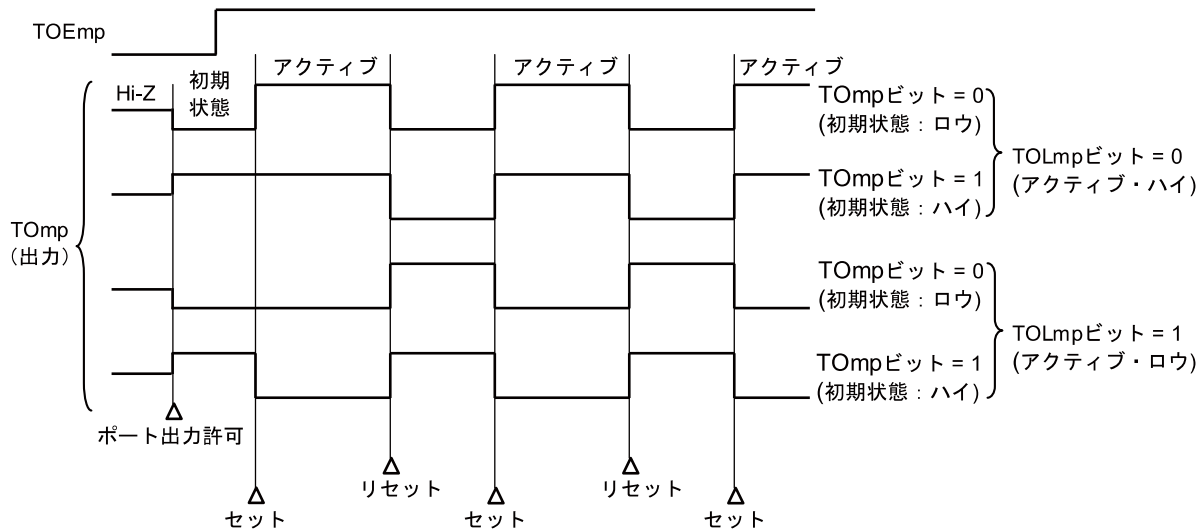 TOEmp
アクティブ
アクティブ
アクティブ
Hi-Z
初期
状態
TOmpビット = 0
(初期状態：ロウ)
TOLmpビット = 0
(アクティブ・ハイ)
TOmpビット = 1
(初期状態：ハイ)
TOmp
（出力）
TOmpビット = 0
(初期状態：ロウ)
TOLmpビット = 1
(アクティブ・ロウ)
TOmpビット = 1
(初期状態：ハイ)
ポート出力許可
リセット
リセット
セット
セット
セット